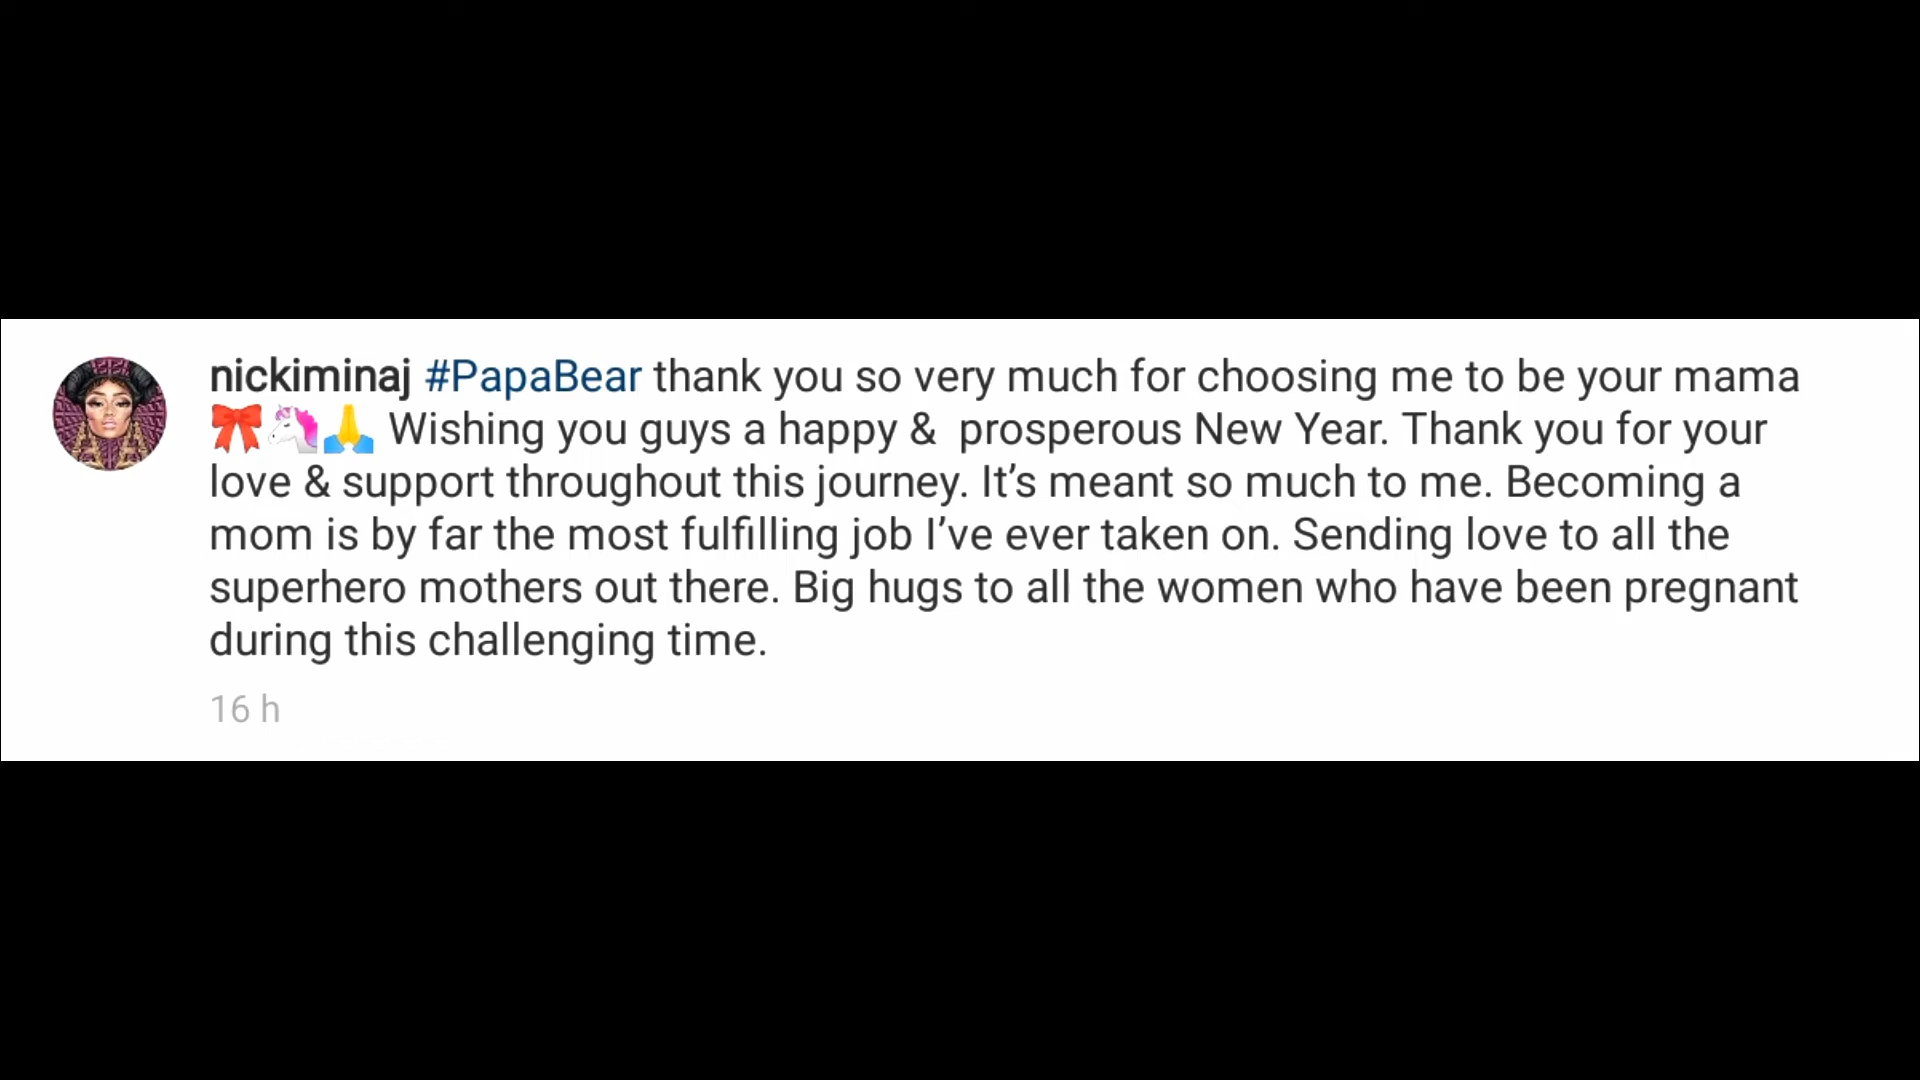 nickiminaj #PapaBear thank you so very much for choosing me to be your mama
🎀🦄🙏 Wishing you guys a happy &  prosperous New Year. Thank you for your
love & support throughout this journey. It’s meant so much to me. Becoming a
mom is by far the most fulfilling job I’ve ever taken on. Sending love to all the
superhero mothers out there. Big hugs to all the women who have been pregnant
during this challenging time.
16 h